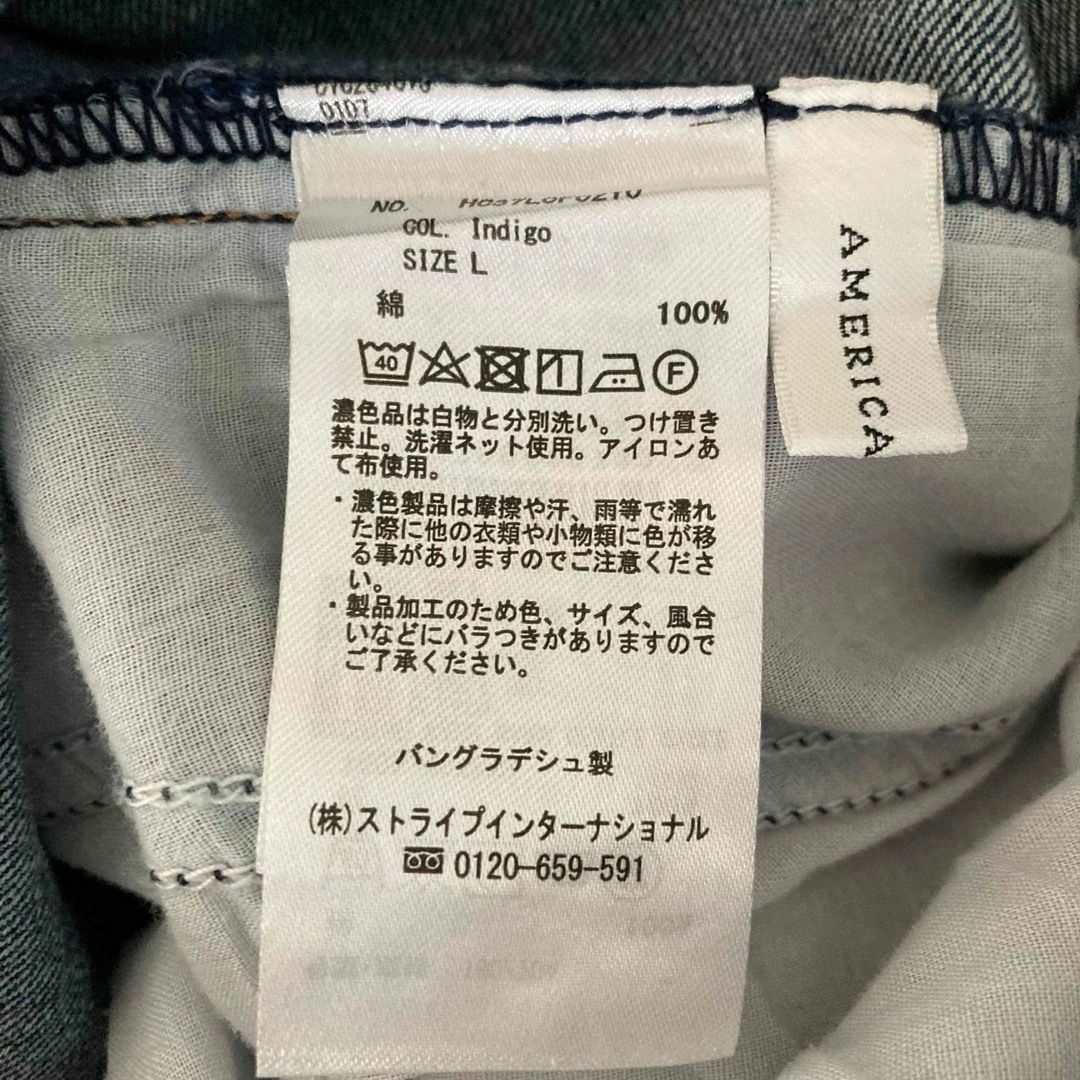 0107
NO.
COL. Indigo
SIZE L
綿 100%
40 F
濃色品は白物と分別洗い。つけ置き
禁止。洗濯ネット使用。アイロンあ
て布使用。
・濃色製品は摩擦や汗、雨等で濡れ
た際に他の衣類や小物類に色が移
る事がありますのでご注意くださ
い。
・製品加工のため色、サイズ、風合
いなどにバラつきがありますので
ご了承ください。
バングラデシュ製
(株)ストライプインターナショナル
0120-659-591
AMERICA